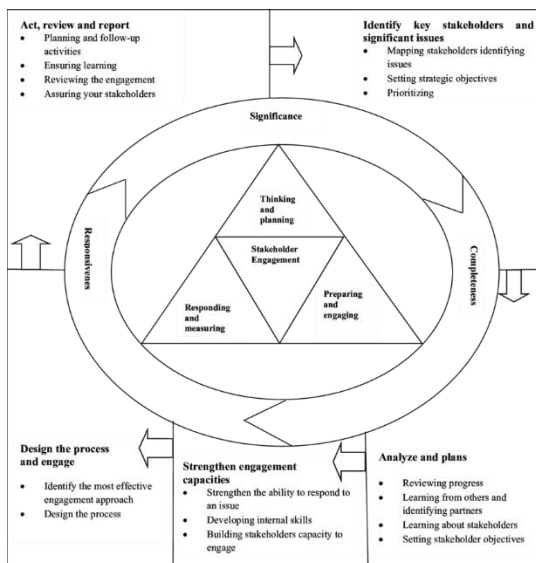 Act, review and report
• Planning and follow-up
activities
• Ensuring learning
• Reviewing the engagement
• Assuring your stakeholders
Identify key stakeholders and
significant issues
• Mapping stakeholders identifying
issues
• Setting strategic objectives
• Prioritizing
Significance
Thinking
and
planning
Stakeholder
Engagement
Responding
and
measuring
Preparing
and
engaging
Responsivenes
Completeness
Design the process
and engage
• Identify the most effective
engagement approach
• Design the process
Strengthen engagement
capacities
• Strengthen the ability to respond to
an issue
• Developing internal skills
• Building stakeholders capacity to
engage
Analyze and plans
• Reviewing progress
• Learning from others and
identifying partners
• Learning about stakeholders
• Setting stakeholder objectives